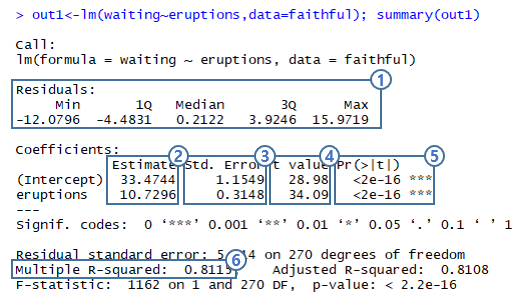 > out1<-lm(waiting~eruptions,data=faithful); summary(out1)
Call:
lm(formula = waiting ~ eruptions, data = faithful)
Residuals: 1
Min 1Q Median 3Q Max
-12.0796 -4.4831 0.2122 3.9246 15.9719
Coefficients: 2 3 4 5
Estimate Std. Error t value Pr(>|t|)
(Intercept) 33.4744 1.1549 28.98 <2e-16 ***
eruptions 10.7296 0.3148 34.09 <2e-16 ***
---
Signif. codes: 0 ‘***’ 0.001 ‘**’ 0.01 ‘*’ 0.05 ‘.’ 0.1 ‘ ’ 1
Residual standard error: 14 on 270 degrees of freedom
6
Multiple R-squared: 0.8115 Adjusted R-squared: 0.8108
F-statistic: 1162 on 1 and 270 DF, p-value: < 2.2e-16